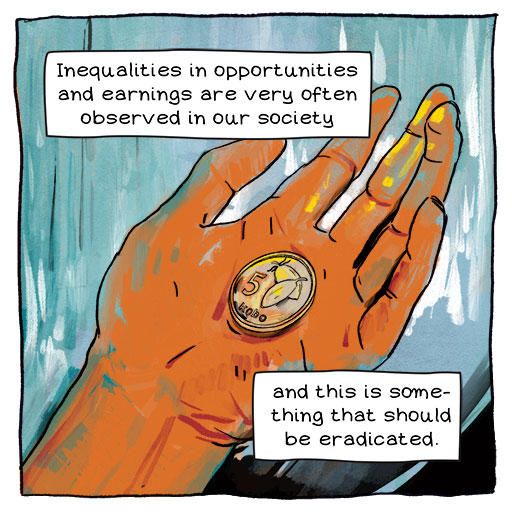 Inequalities in opportunities
and earnings are very often
observed in our society
5
KOBO
and this is some-
thing that should
be eradicated.